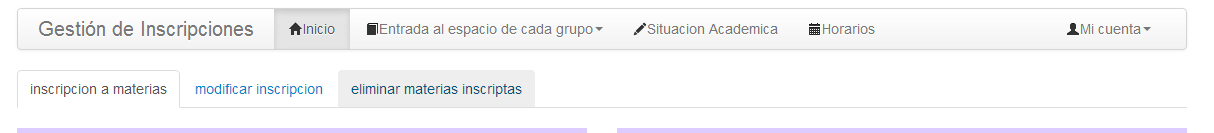 Gestión de Inscripciones Inicio Entrada al espacio de cada grupo Situacion Academica Horarios Mi cuenta
inscripcion a materias modificar inscripcion eliminar materias inscriptas